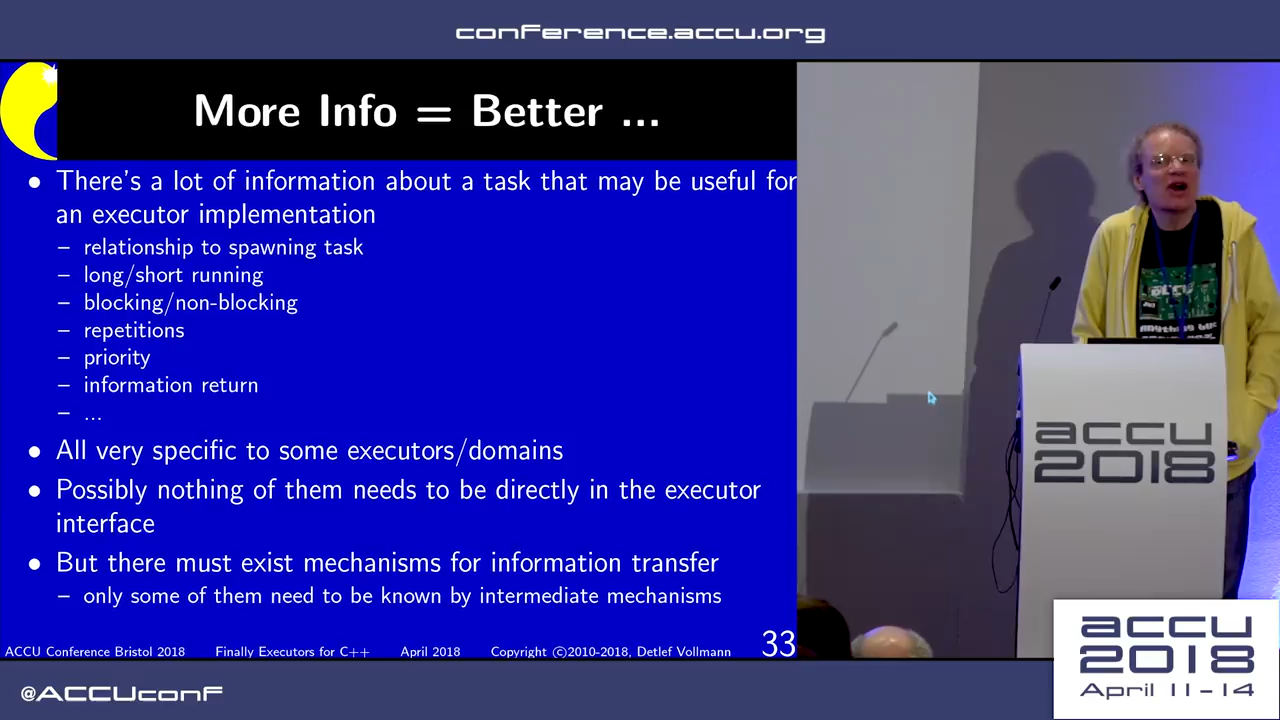 conference.accu.org
More Info = Better ...
• There's a lot of information about a task that may be useful for
an executor implementation
– relationship to spawning task
– long/short running
– blocking/non-blocking
– repetitions
– priority
– information return
– ...
• All very specific to some executors/domains
• Possibly nothing of them needs to be directly in the executor
interface
• But there must exist mechanisms for information transfer
– only some of them need to be known by intermediate mechanisms
ACCU Conference Bristol 2018 Finally Executors for C++ April 2018 Copyright ©2010-2018, Detlef Vollmann 33
accu
anything but
accu
2018
accu
2018
April 11-14
@ACCUconf